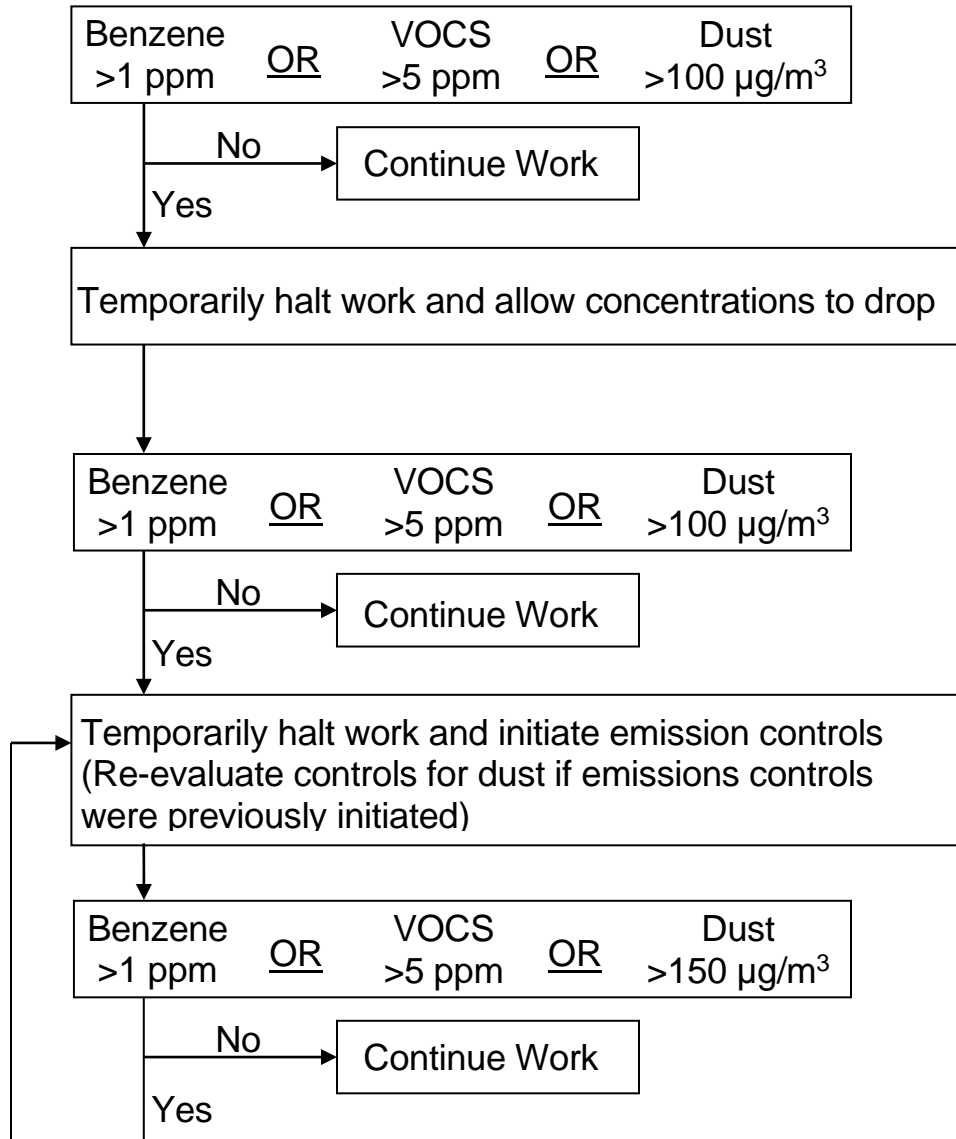 Benzene OR VOCS OR Dust
>1 ppm >5 ppm >100 µg/m³
No
Continue Work
Yes
Temporarily halt work and allow concentrations to drop
Benzene OR VOCS OR Dust
>1 ppm >5 ppm >100 µg/m³
No
Continue Work
Yes
Temporarily halt work and initiate emission controls
(Re-evaluate controls for dust if emissions controls
were previously initiated)
Benzene OR VOCS OR Dust
>1 ppm >5 ppm >150 µg/m³
No
Continue Work
Yes